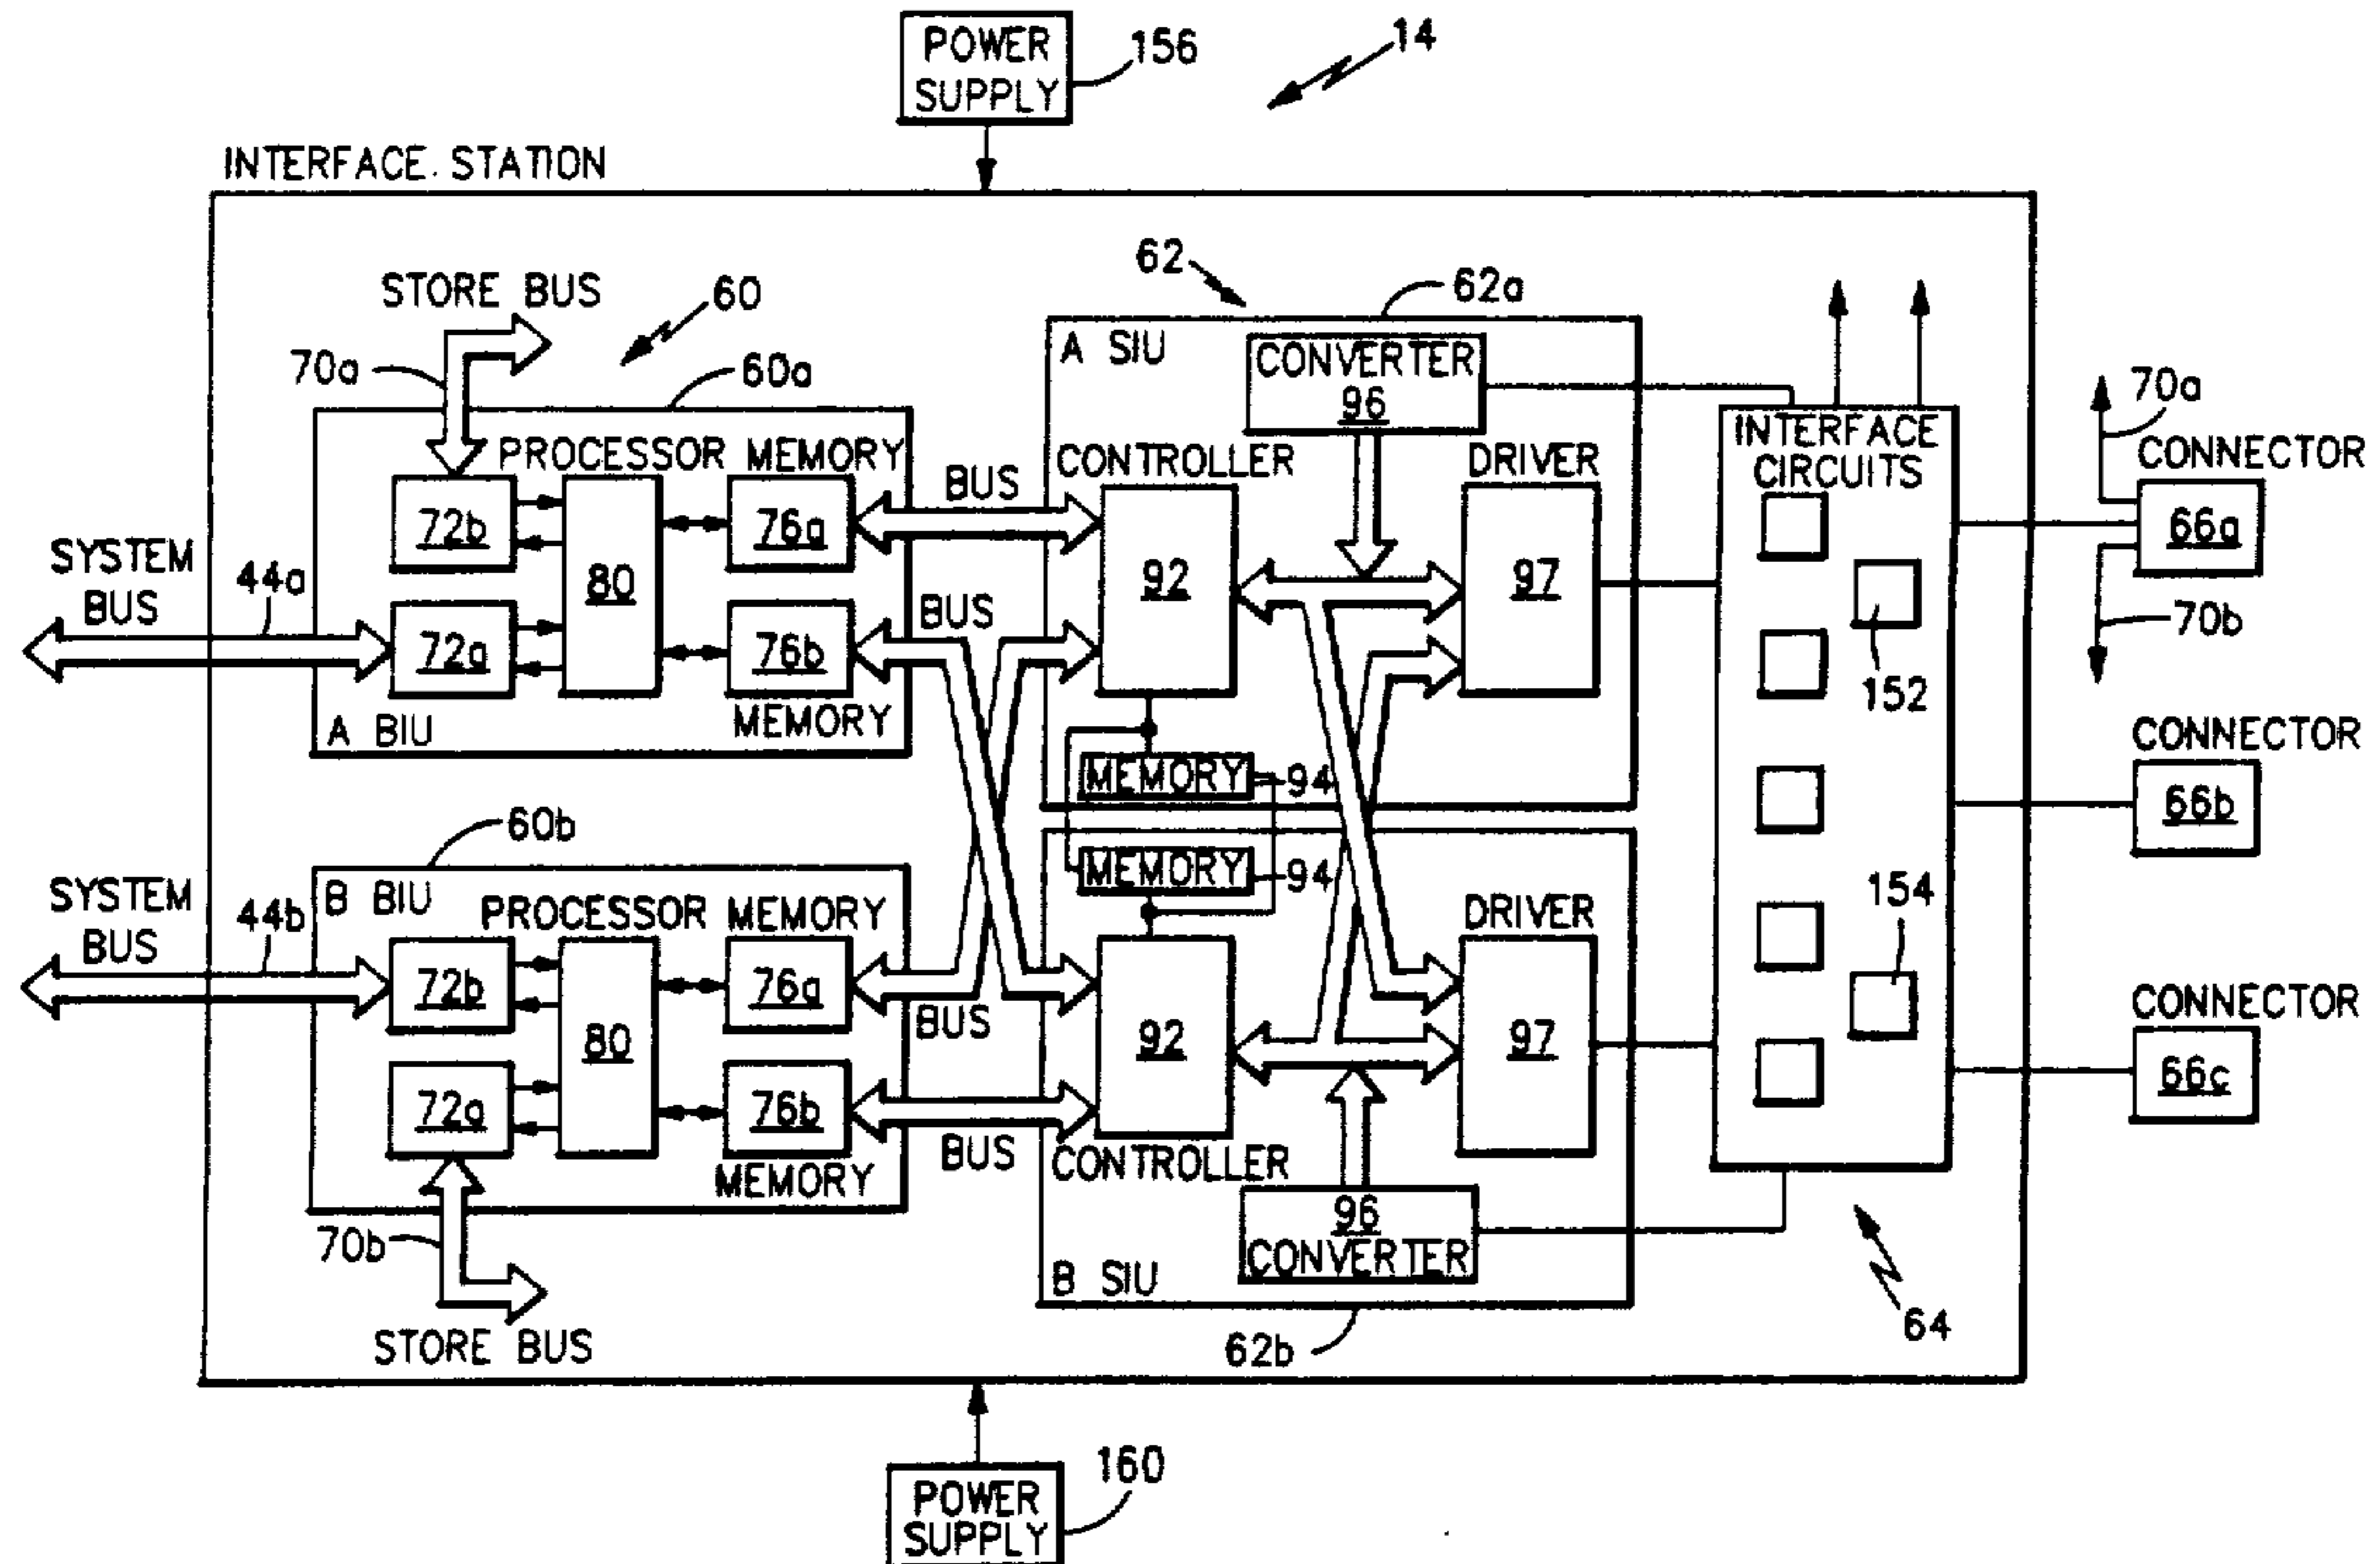 POWER
SUPPLY
156
14
INTERFACE STATION
STORE BUS
60
62
62a
70a
60a
A SIU
CONVERTER
96
70a
PROCESSOR MEMORY
BUS
CONTROLLER
DRIVER
INTERFACE
CIRCUITS
CONNECTOR
72b
76a
66a
SYSTEM
BUS
44a
80
BUS
92
97
70b
72a
76b
152
MEMORY
A BIU
CONNECTOR
MEMORY
94
66b
60b
MEMORY
94
SYSTEM
BUS
44b
B BIU
PROCESSOR MEMORY
DRIVER
154
72b
76a
CONNECTOR
BUS
80
92
97
66c
72a
76b
BUS
MEMORY
CONTROLLER
70b
96
CONVERTER
B SIU
STORE BUS
62b
64
160
POWER
SUPPLY